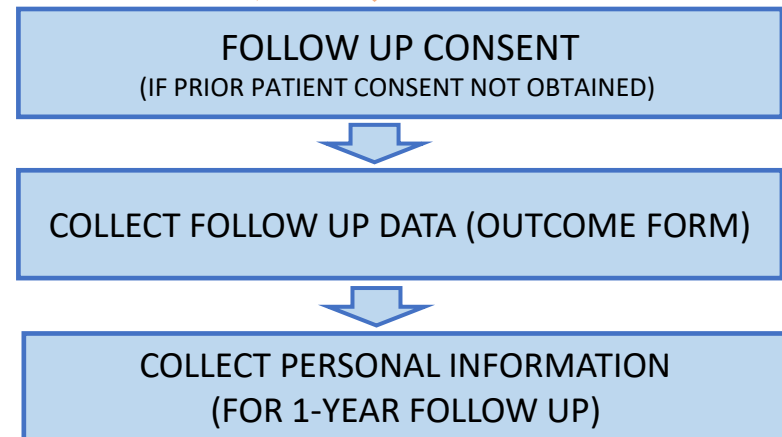 FOLLOW UP CONSENT
(IF PRIOR PATIENT CONSENT NOT OBTAINED)
COLLECT FOLLOW UP DATA (OUTCOME FORM)
COLLECT PERSONAL INFORMATION
(FOR 1-YEAR FOLLOW UP)